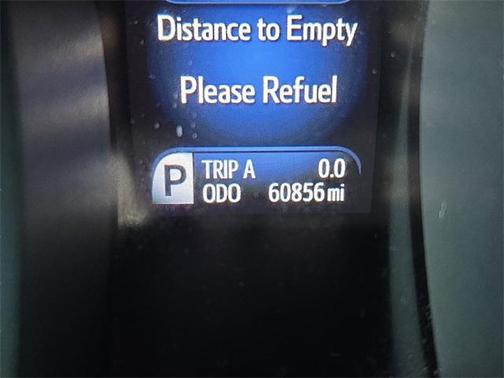 Distance to Empty
Please Refuel
P
TRIP A 0.0
ODO 60856 mi